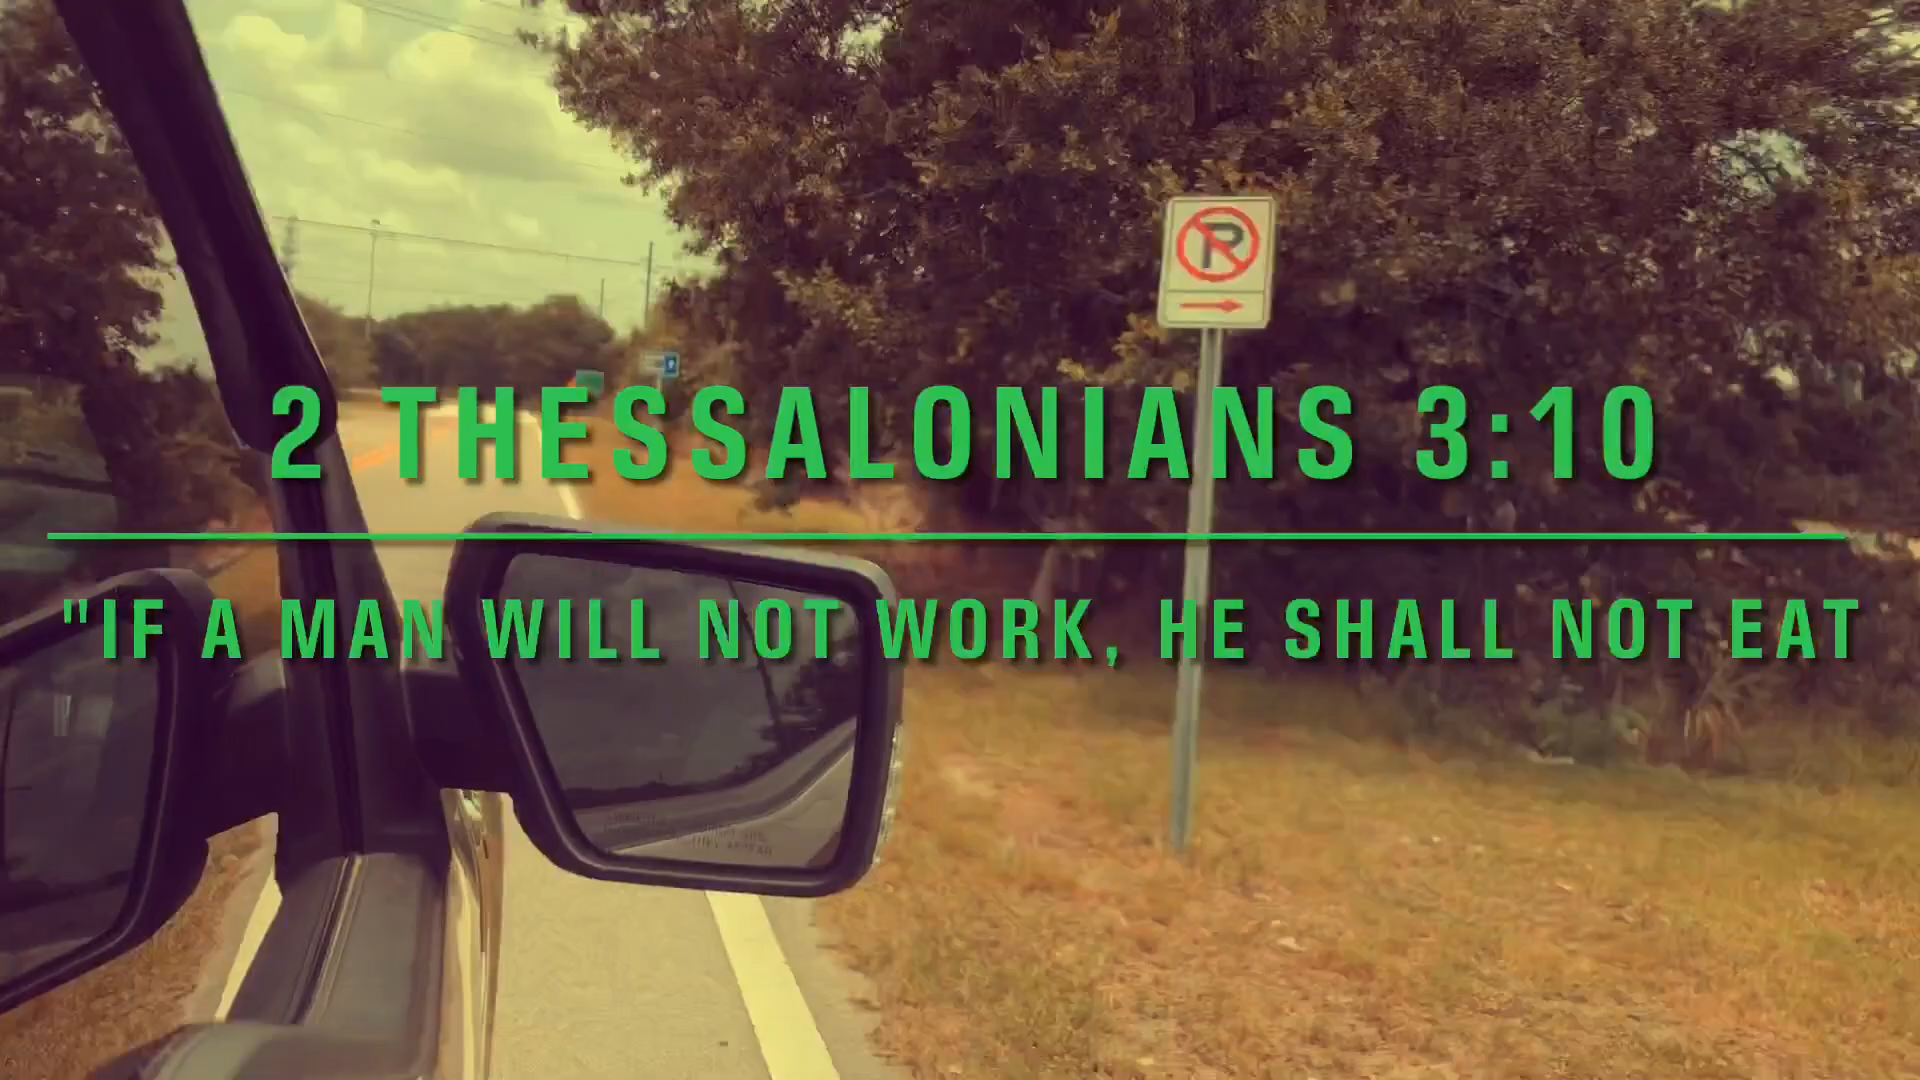 P
2 THESSALONIANS 3:10
"IF A MAN WILL NOT WORK, HE SHALL NOT EAT